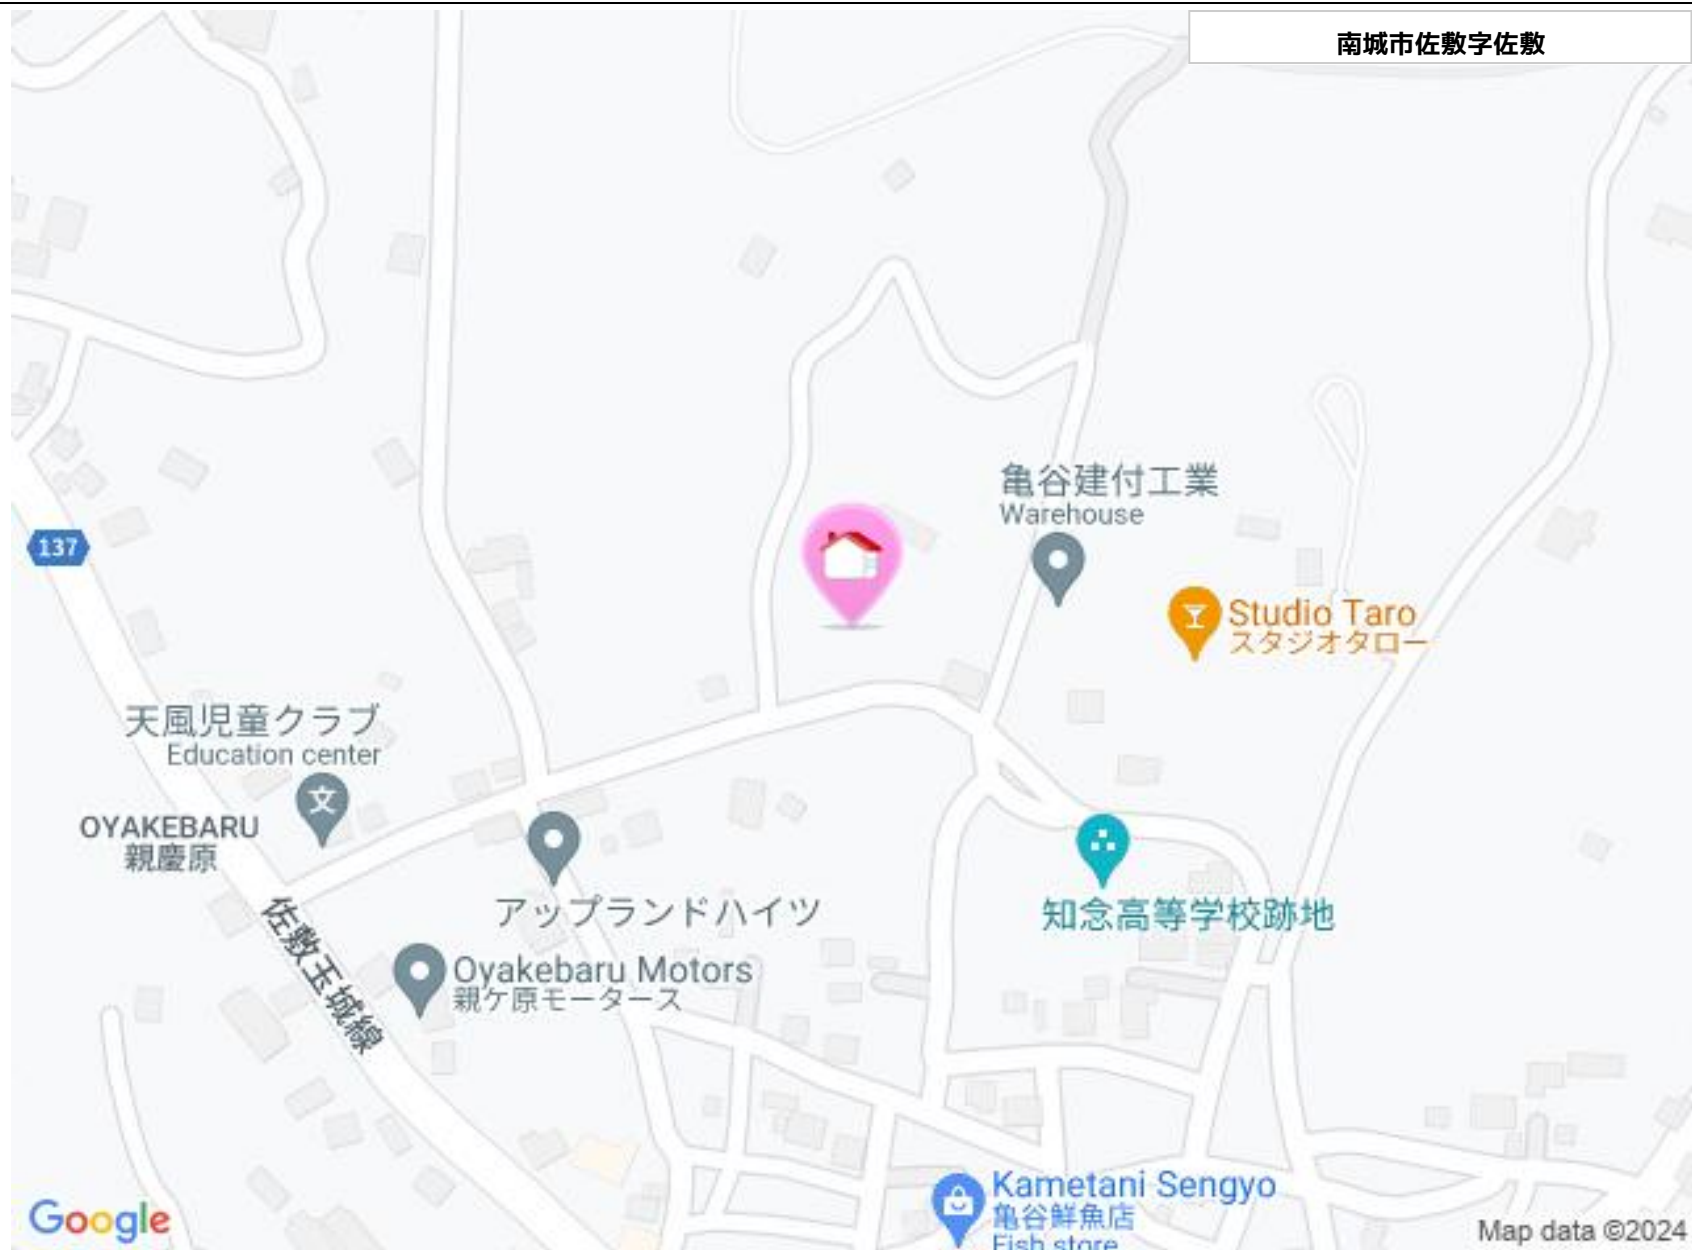 南城市佐敷字佐敷
亀谷建付工業
Warehouse
137
Studio Taro
スタジオタロー
天風児童クラブ
Education center
文
OYAKEBARU
親慶原
アップランドハイツ
知念高等学校跡地
佐敷玉城線
Oyakebaru Motors
親ケ原モータース
Kametani Sengyo
亀谷鮮魚店
Fish store
Google
Map data ©2024